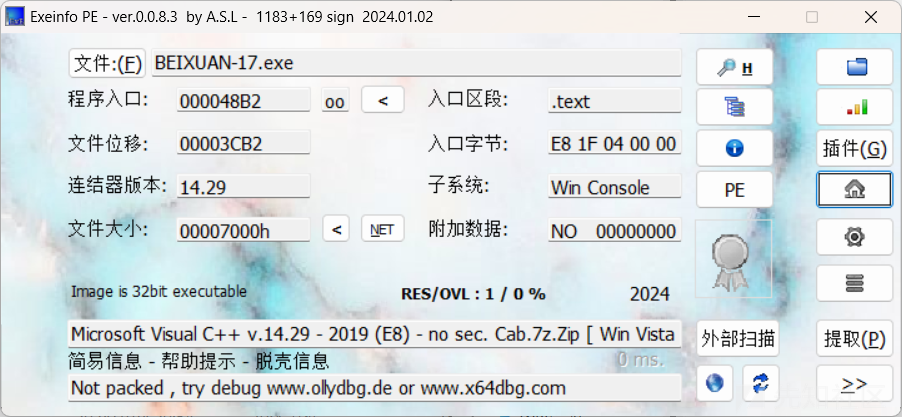 Exeinfo PE - ver.0.0.8.3 by A.S.L - 1183+169 sign 2024.01.02
文件:(F) BEIXUAN-17.exe H
程序入口: 000048B2 oo < 入口区段: .text
文件位移: 00003CB2 入口字节: E8 1F 04 00 00 插件(G)
连结器版本: 14.29 子系统: Win Console PE
文件大小: 00007000h < NET 附加数据: NO 00000000
Image is 32bit executable RES/OVL : 1 / 0 % 2024
Microsoft Visual C++ v.14.29 - 2019 (E8) - no sec. Cab.7z.Zip [ Win Vista 外部扫描 提取(P)
简易信息 - 帮助提示 - 脱壳信息 0 ms.
Not packed , try debug www.ollydbg.de or www.x64dbg.com >>